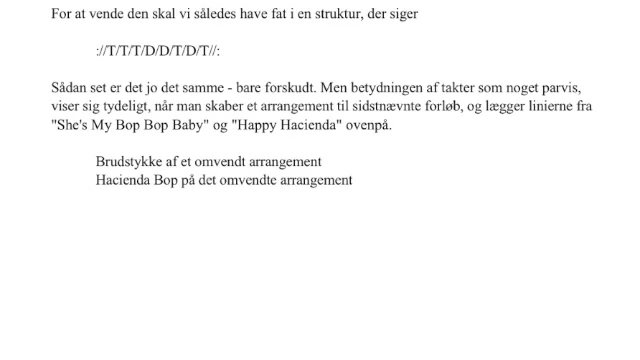 For at vende den skal vi således have fat i en struktur, der siger
://T/T/T/D/D/T/D/T//:
Sådan set er det jo det samme - bare forskudt. Men betydningen af takter som noget parvis,
viser sig tydeligt, når man skaber et arrangement til sidstnævnte forløb, og lægger linierne fra
"She's My Bop Bop Baby" og "Happy Hacienda" ovenpå.
Brudstykke af et omvendt arrangement
Hacienda Bop på det omvendte arrangement